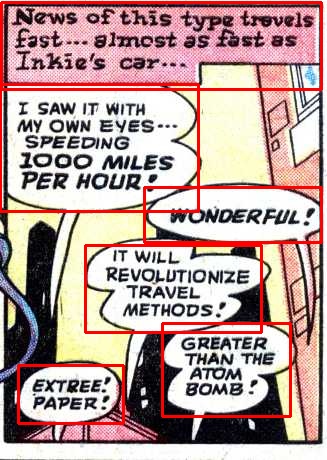 News of this type travels
fast... almost as fast as
Inkie's car...
I SAW IT WITH
MY OWN EYES---
SPEEDING
1000 MILES
PER HOUR!
WONDERFUL!
IT WILL
REVOLUTIONIZE
TRAVEL
METHODS!
GREATER
THAN THE
ATOM
BOMB!
EXTREE!
PAPER!